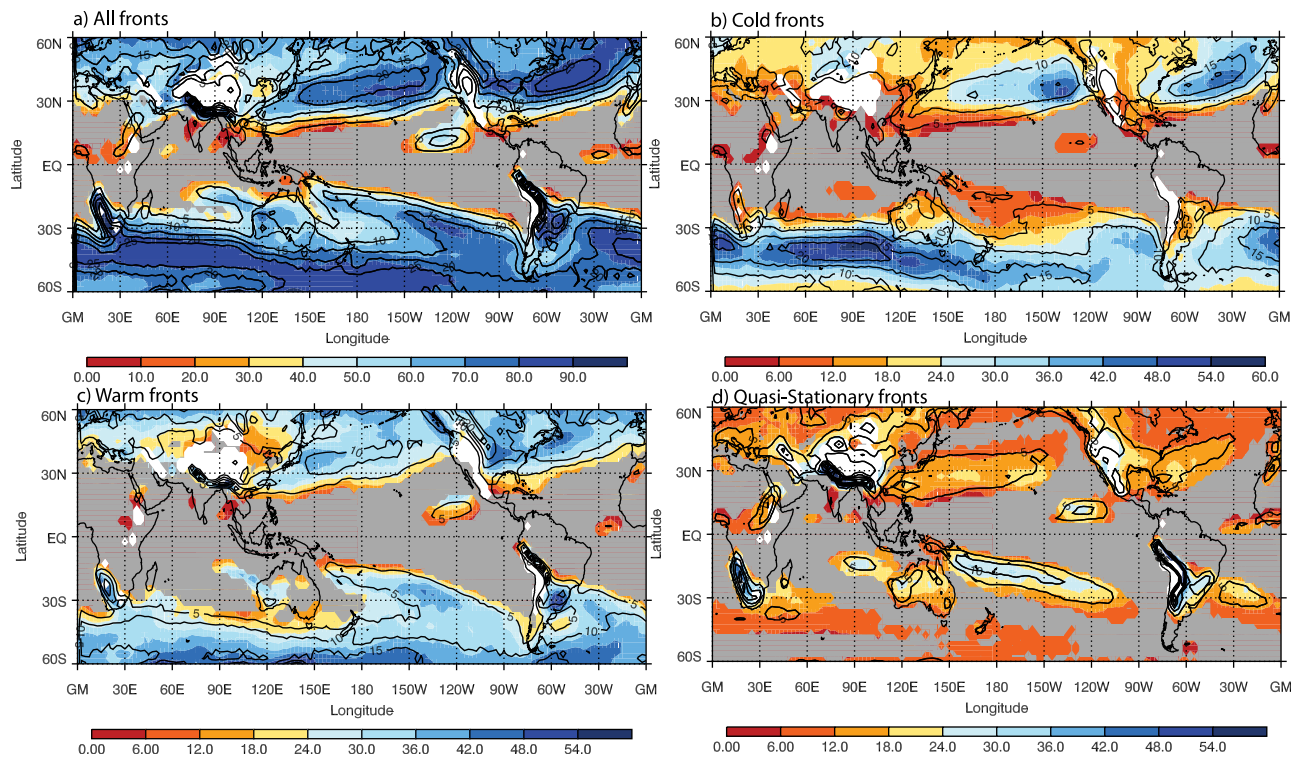 a) All fronts
60N
30N
EQ
30S
60S
Latitude
GM 30E 60E 90E 120E 150E 180 150W 120W 90W 60W 30W GM
Longitude
0.00 10.0 20.0 30.0 40.0 50.0 60.0 70.0 80.0 90.0
b) Cold fronts
60N
30N
EQ
30S
60S
Latitude
GM 30E 60E 90E 120E 150E 180 150W 120W 90W 60W 30W GM
Longitude
0.00 6.00 12.0 18.0 24.0 30.0 36.0 42.0 48.0 54.0 60.0
c) Warm fronts
60N
30N
EQ
30S
60S
Latitude
GM 30E 60E 90E 120E 150E 180 150W 120W 90W 60W 30W GM
Longitude
0.00 6.00 12.0 18.0 24.0 30.0 36.0 42.0 48.0 54.0
d) Quasi-Stationary fronts
60N
30N
EQ
30S
60S
Latitude
GM 30E 60E 90E 120E 150E 180 150W 120W 90W 60W 30W GM
Longitude
0.00 6.00 12.0 18.0 24.0 30.0 36.0 42.0 48.0 54.0